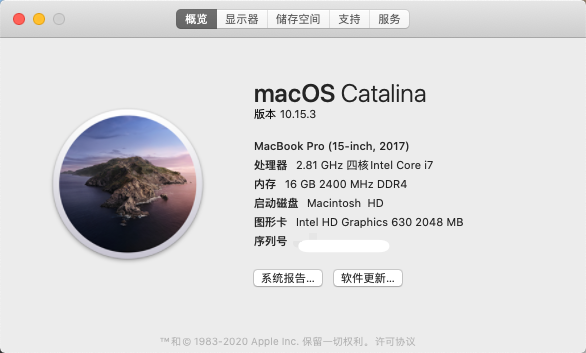 概览 显示器 储存空间 支持 服务
macOS Catalina
版本 10.15.3
MacBook Pro (15-inch, 2017)
处理器 2.81 GHz 四核Intel Core i7
内存 16 GB 2400 MHz DDR4
启动磁盘 Macintosh HD
图形卡 Intel HD Graphics 630 2048 MB
序列号
系统报告... 软件更新...
™和© 1983-2020 Apple Inc. 保留一切权利。许可协议